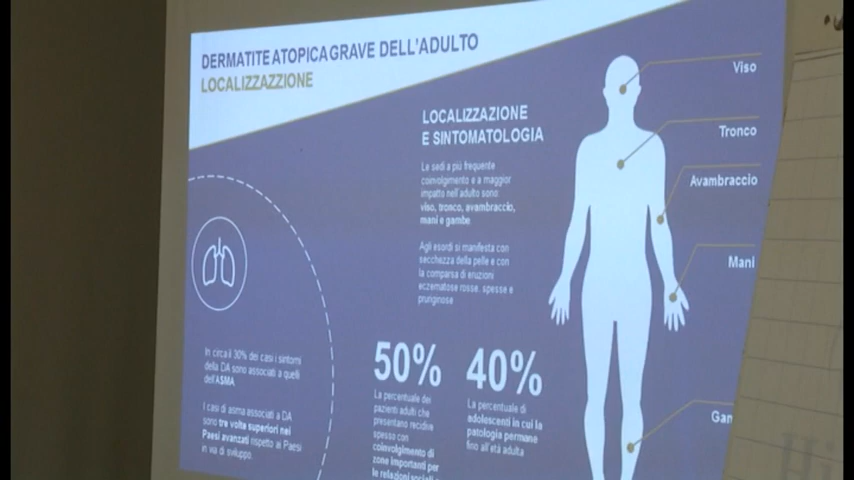 DERMATITE ATOPICA GRAVE DELL'ADULTO
LOCALIZZAZZIONE
LOCALIZZAZIONE
E SINTOMATOLOGIA
Le sedi a più frequente
coinvolgimento e a maggior
impatto nell'adulto sono
viso, tronco, avambraccio,
mani e gambe
Agli esordi si manifesta con
secchezza della pelle e con
la comparsa di eruzioni
eczematose rosse, spesse e
pruriginose
Viso
Tronco
Avambraccio
Mani
Gam
In circa il 30% dei casi i sintomi
della DA sono associati a quelli
dell'ASMA
I casi di asma associati a DA
sono tre volte superiori nei
Paesi avanzati rispetto ai Paesi
in via di sviluppo.
50%
La percentuale dei
pazienti adulti che
presentano recidive
spesso con
coinvolgimento di
zone importanti per
le relazioni sociali
40%
La percentuale di
adolescenti in cui la
patologia permane
fino all'età adulta